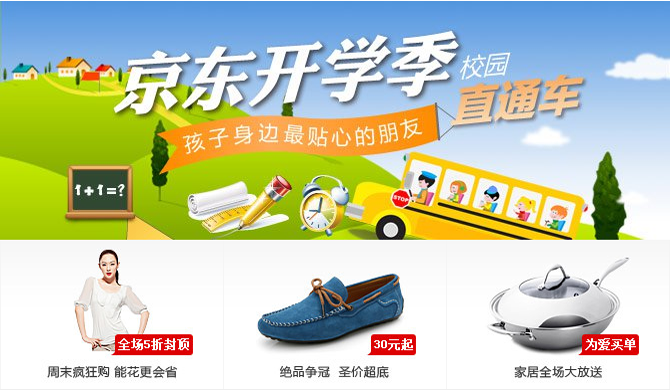 京东开学季
校园
直通车
孩子身边最贴心的朋友
1+1=?
STOP
全场5折封顶
30元起
为爱买单
周末疯狂购 能花更会省
绝品争冠 圣价超底
家居全场大放送